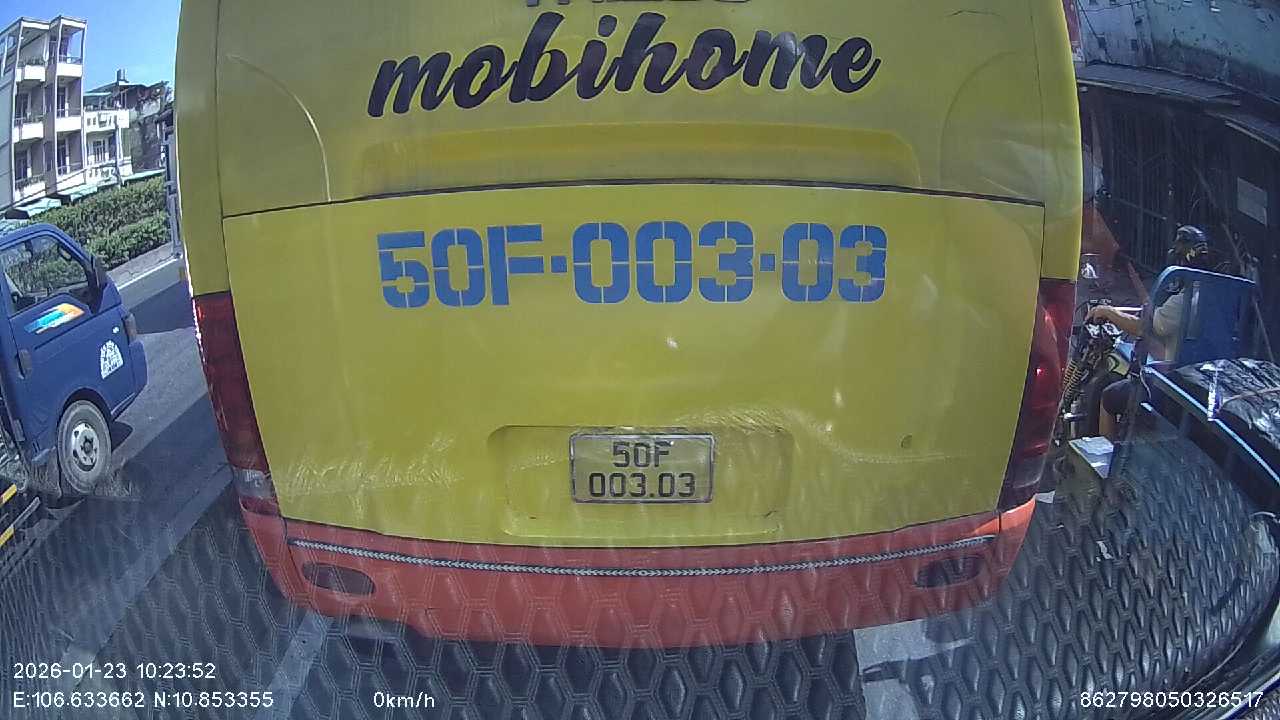 mobihome
50F-003-03
50F
003.03
2026-01-23 10:23:52
E:106.633662 N:10.853355
0km/h
862798050326517